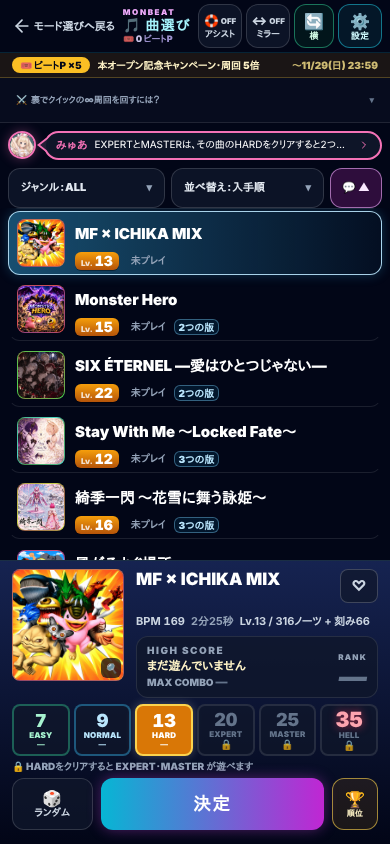 ← モード選びへ戻る
MONBEAT
🎵 曲選び
🎟 0 ビートP
🛟 OFF
アシスト
↔ OFF
ミラー
🔄
横
⚙️
設定
🎟 ビートP ×5 本オープン記念キャンペーン・周回 5倍 〜11/29(日) 23:59
⚔️ 裏でクイックの∞周回を回すには? ▼
みゅあ EXPERTとMASTERは、その曲のHARDをクリアすると2つ… ›
ジャンル:ALL ▼
並べ替え:入手順 ▼
💬▲
MF × ICHIKA MIX
Lv. 13 未プレイ
Monster Hero
Lv. 15 未プレイ 2つの版
SIX ÉTERNEL —愛はひとつじゃない—
Lv. 22 未プレイ 2つの版
Stay With Me 〜Locked Fate〜
Lv. 12 未プレイ 3つの版
綺季一閃 〜花雪に舞う詠姫〜
Lv. 16 未プレイ 3つの版
MF × ICHIKA MIX
♡
BPM 169 2分25秒 Lv.13 / 316ノーツ + 刻み66
HIGH SCORE
まだ遊んでいません
MAX COMBO —
RANK
—
7
EASY
—
9
NORMAL
—
13
HARD
—
20
EXPERT
🔒
25
MASTER
🔒
35
HELL
🔒
🔒 HARDをクリアすると EXPERT・MASTER が遊べます
🎲
ランダム
決定
🏆
順位